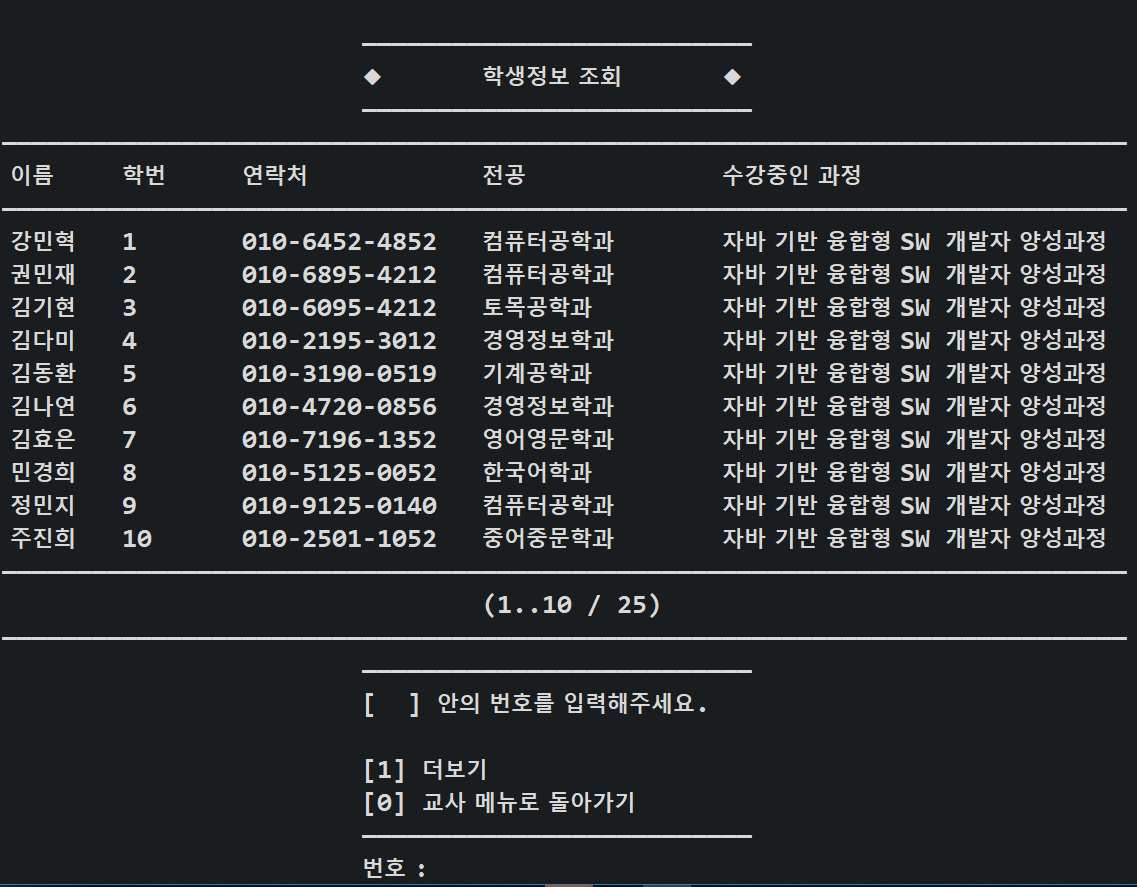 ◆ 학생정보 조회 ◆
이름 학번 연락처 전공 수강중인 과정
강민혁 1 010-6452-4852 컴퓨터공학과 자바 기반 융합형 SW 개발자 양성과정
권민재 2 010-6895-4212 컴퓨터공학과 자바 기반 융합형 SW 개발자 양성과정
김기현 3 010-6095-4212 토목공학과 자바 기반 융합형 SW 개발자 양성과정
김다미 4 010-2195-3012 경영정보학과 자바 기반 융합형 SW 개발자 양성과정
김동환 5 010-3190-0519 기계공학과 자바 기반 융합형 SW 개발자 양성과정
김나연 6 010-4720-0856 경영정보학과 자바 기반 융합형 SW 개발자 양성과정
김효은 7 010-7196-1352 영어영문학과 자바 기반 융합형 SW 개발자 양성과정
민경희 8 010-5125-0052 한국어학과 자바 기반 융합형 SW 개발자 양성과정
정민지 9 010-9125-0140 컴퓨터공학과 자바 기반 융합형 SW 개발자 양성과정
주진희 10 010-2501-1052 중어중문학과 자바 기반 융합형 SW 개발자 양성과정
(1..10 / 25)
[  ] 안의 번호를 입력해주세요.
[1] 더보기
[0] 교사 메뉴로 돌아가기
번호 :